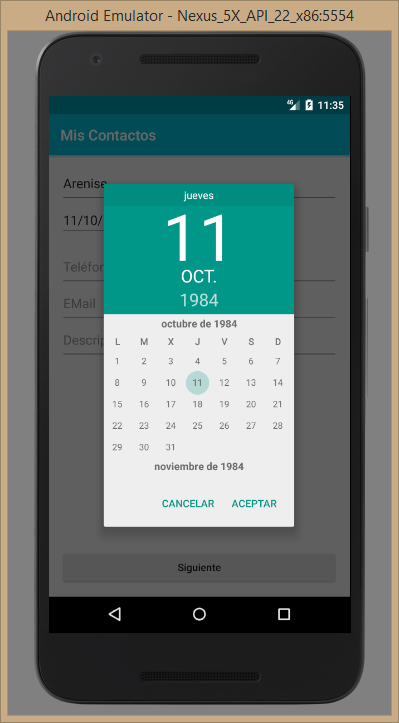 Android Emulator - Nexus_5X_API_22_x86:5554
4G 11:35
Mis Contactos
Arenise
11/10/
Teléfo
EMail
Descrip
jueves
11
OCT.
1984
octubre de 1984
L M X J V S D
1 2 3 4 5 6 7
8 9 10 11 12 13 14
15 16 17 18 19 20 21
22 23 24 25 26 27 28
29 30 31
noviembre de 1984
CANCELAR ACEPTAR
Siguiente